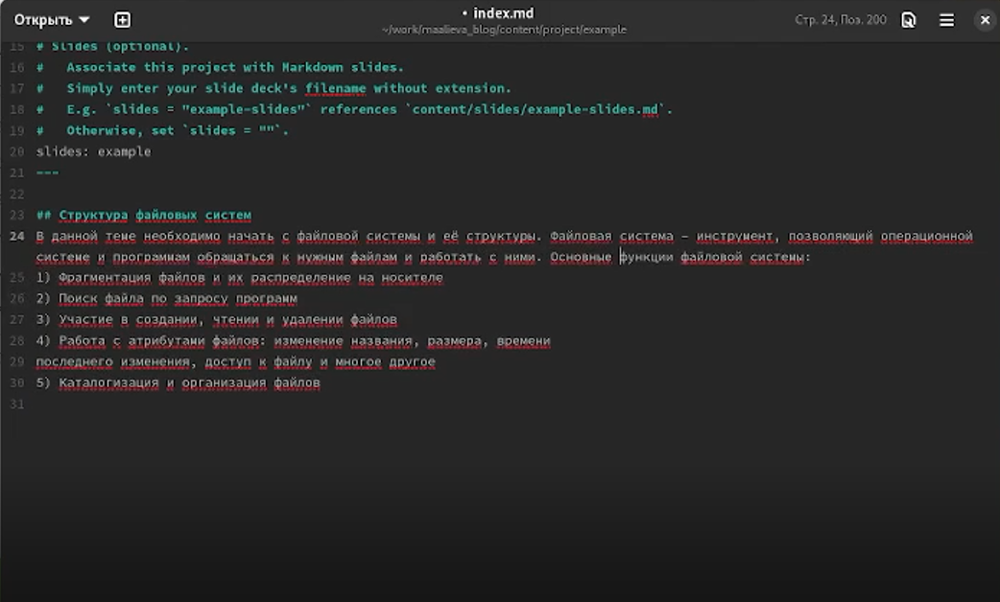 Открыть
• index.md
~/work/maalieva_blog/content/project/example
Стр. 24, Поз. 200
15 # Slides (optional).
16 #   Associate this project with Markdown slides.
17 #   Simply enter your slide deck's filename without extension.
18 #   E.g. `slides = "example-slides"` references `content/slides/example-slides.md`.
19 #   Otherwise, set `slides = ""`.
20 slides: example
21 ---
22
23 ## Структура файловых систем
24 В данной теме необходимо начать с файловой системы и её структуры. Файловая система – инструмент, позволяющий операционной
системе и программам обращаться к нужным файлам и работать с ними. Основные функции файловой системы:
25 1) Фрагментация файлов и их распределение на носителе
26 2) Поиск файла по запросу программ
27 3) Участие в создании, чтении и удалении файлов
28 4) Работа с атрибутами файлов: изменение названия, размера, времени
29 последнего изменения, доступ к файлу и многое другое
30 5) Каталогизация и организация файлов
31